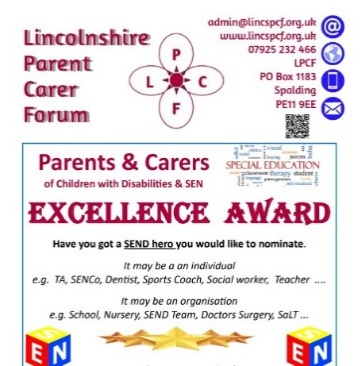 Lincolnshire
Parent
Carer
Forum
P
L C
F
admin@lincspcf.org.uk
www.lincspcf.org.uk
07925 232 466
LPCF
PO Box 1183
Spalding
PE11 9EE
Parents & Carers
of Children with Disabilities & SEN
SPECIAL EDUCATION
classroom therapy student
EXCELLENCE AWARD
Have you got a SEND hero you would like to nominate.
It may be a an individual
e.g. TA, SENCo, Dentist, Sports Coach, Social worker, Teacher ....
It may be an organisation
e.g. School, Nursery, SEND Team, Doctors Surgery, SaLT ...
S
E N
S
E N